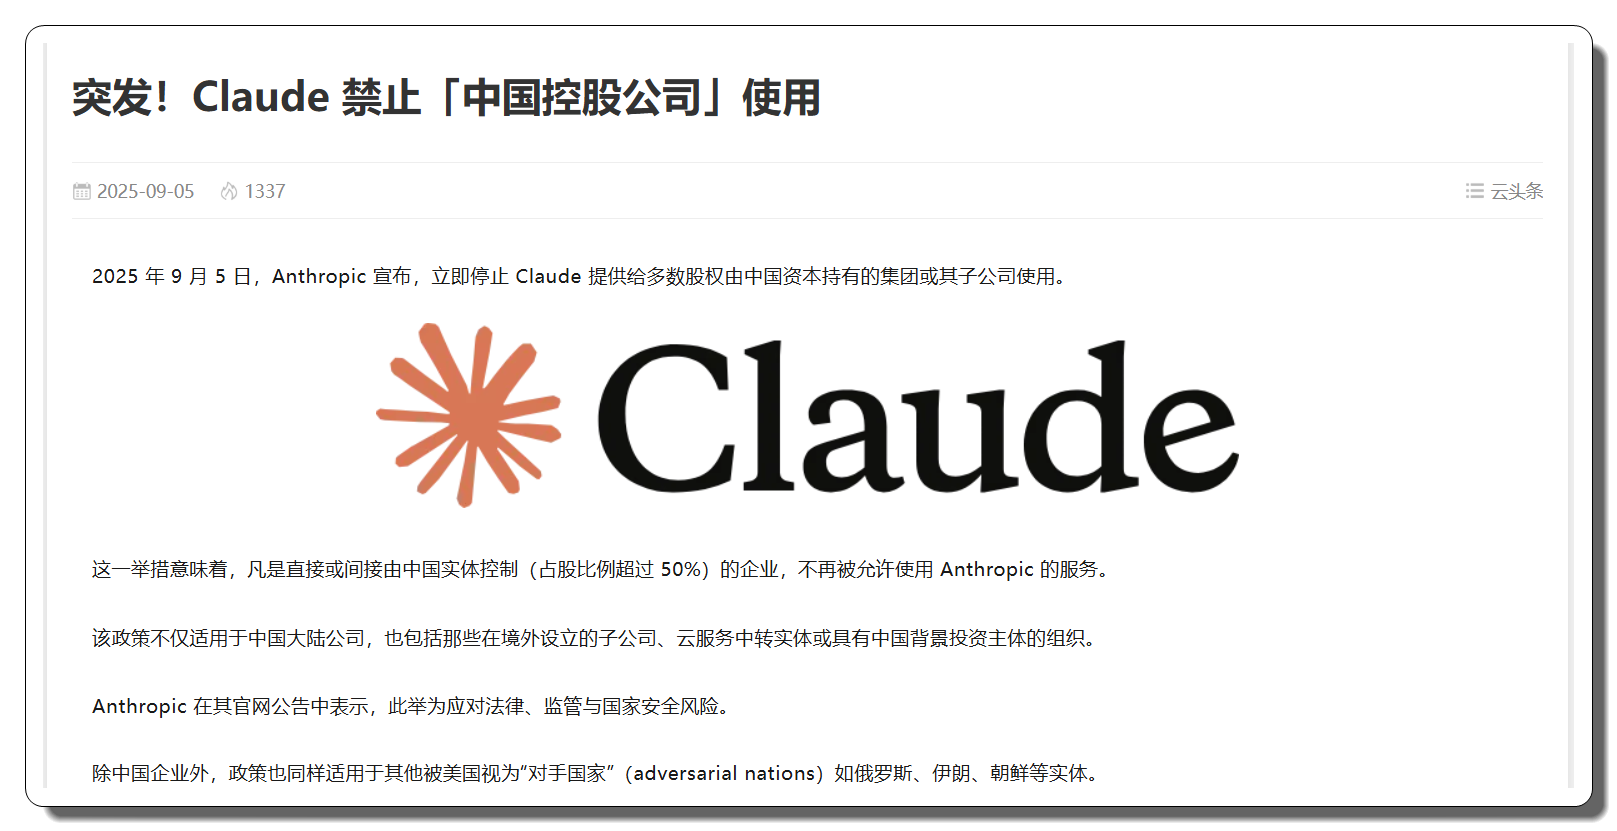 突发！Claude 禁止「中国控股公司」使用
2025-09-05 1337 云头条
2025 年 9 月 5 日，Anthropic 宣布，立即停止 Claude 提供给多数股权由中国资本持有的集团或其子公司使用。
Claude
这一举措意味着，凡是直接或间接由中国实体控制（占股比例超过 50%）的企业，不再被允许使用 Anthropic 的服务。
该政策不仅适用于中国大陆公司，也包括那些在境外设立的子公司、云服务中转实体或具有中国背景投资主体的组织。
Anthropic 在其官网公告中表示，此举为应对法律、监管与国家安全风险。
除中国企业外，政策也同样适用于其他被美国视为“对手国家”（adversarial nations）如俄罗斯、伊朗、朝鲜等实体。